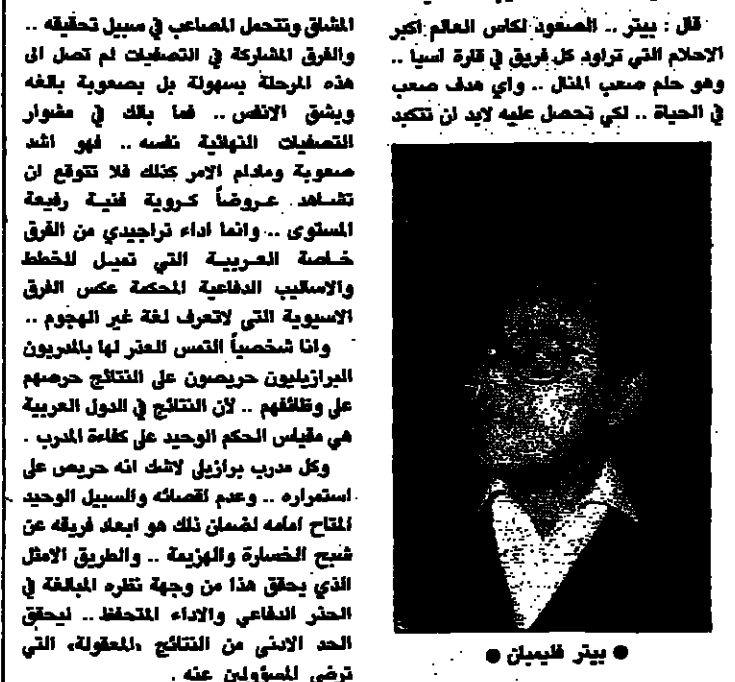 قال : بيتر .. الصعود لكاس العالم اكبر
الاحلام التي تراود كل فريق في قارة اسيا ..
وهو حلم صعب المنال .. واي هدف صعب
في الحياة .. لكي تحصل عليه لابد ان تتكبد
● بيتر فليمبان ●
المشاق وتتحمل المصاعب في سبيل تحقيقه ..
والفرق المشاركة في التصفيات لم تصل الى
هذه المرحلة بسهولة بل بصعوبة بالغه
وبشق الانفس .. فما بالك في مشوار
التصفيات النهائية نفسه .. فهو اشد
صعوبة ومادام الامر كذلك فلا تتوقع ان
تشاهد عروضاً كروية فنية رفيعة
المستوى .. وانما اداء تراجيدي من الفرق
خاصة العربية التي تميل للخطط
والاساليب الدفاعية المحكمة عكس الفرق
الاسيوية التي لاتعرف لغة غير الهجوم ..
وانا شخصياً التمس العذر لها بالمدربون
البرازيليون حريصون على النتائج حرصهم
على وظائفهم .. لأن النتائج في الدول العربية
هي مقياس الحكم الوحيد على كفاءة المدرب .
وكل مدرب برازيلي لاشك انه حريص على
استمراره .. وعدم اقصائه والسبيل الوحيد
المتاح امامه لضمان ذلك هو ابعاد فريقه عن
شبح الخسارة والهزيمة .. والطريق الامثل
الذي يحقق هذا من وجهة نظره المبالغة في
الحذر الدفاعي والاداء المتحفظ .. ليحقق
الحد الادنى من النتائج «المعقولة» التي
ترضي المسؤولين عنه .